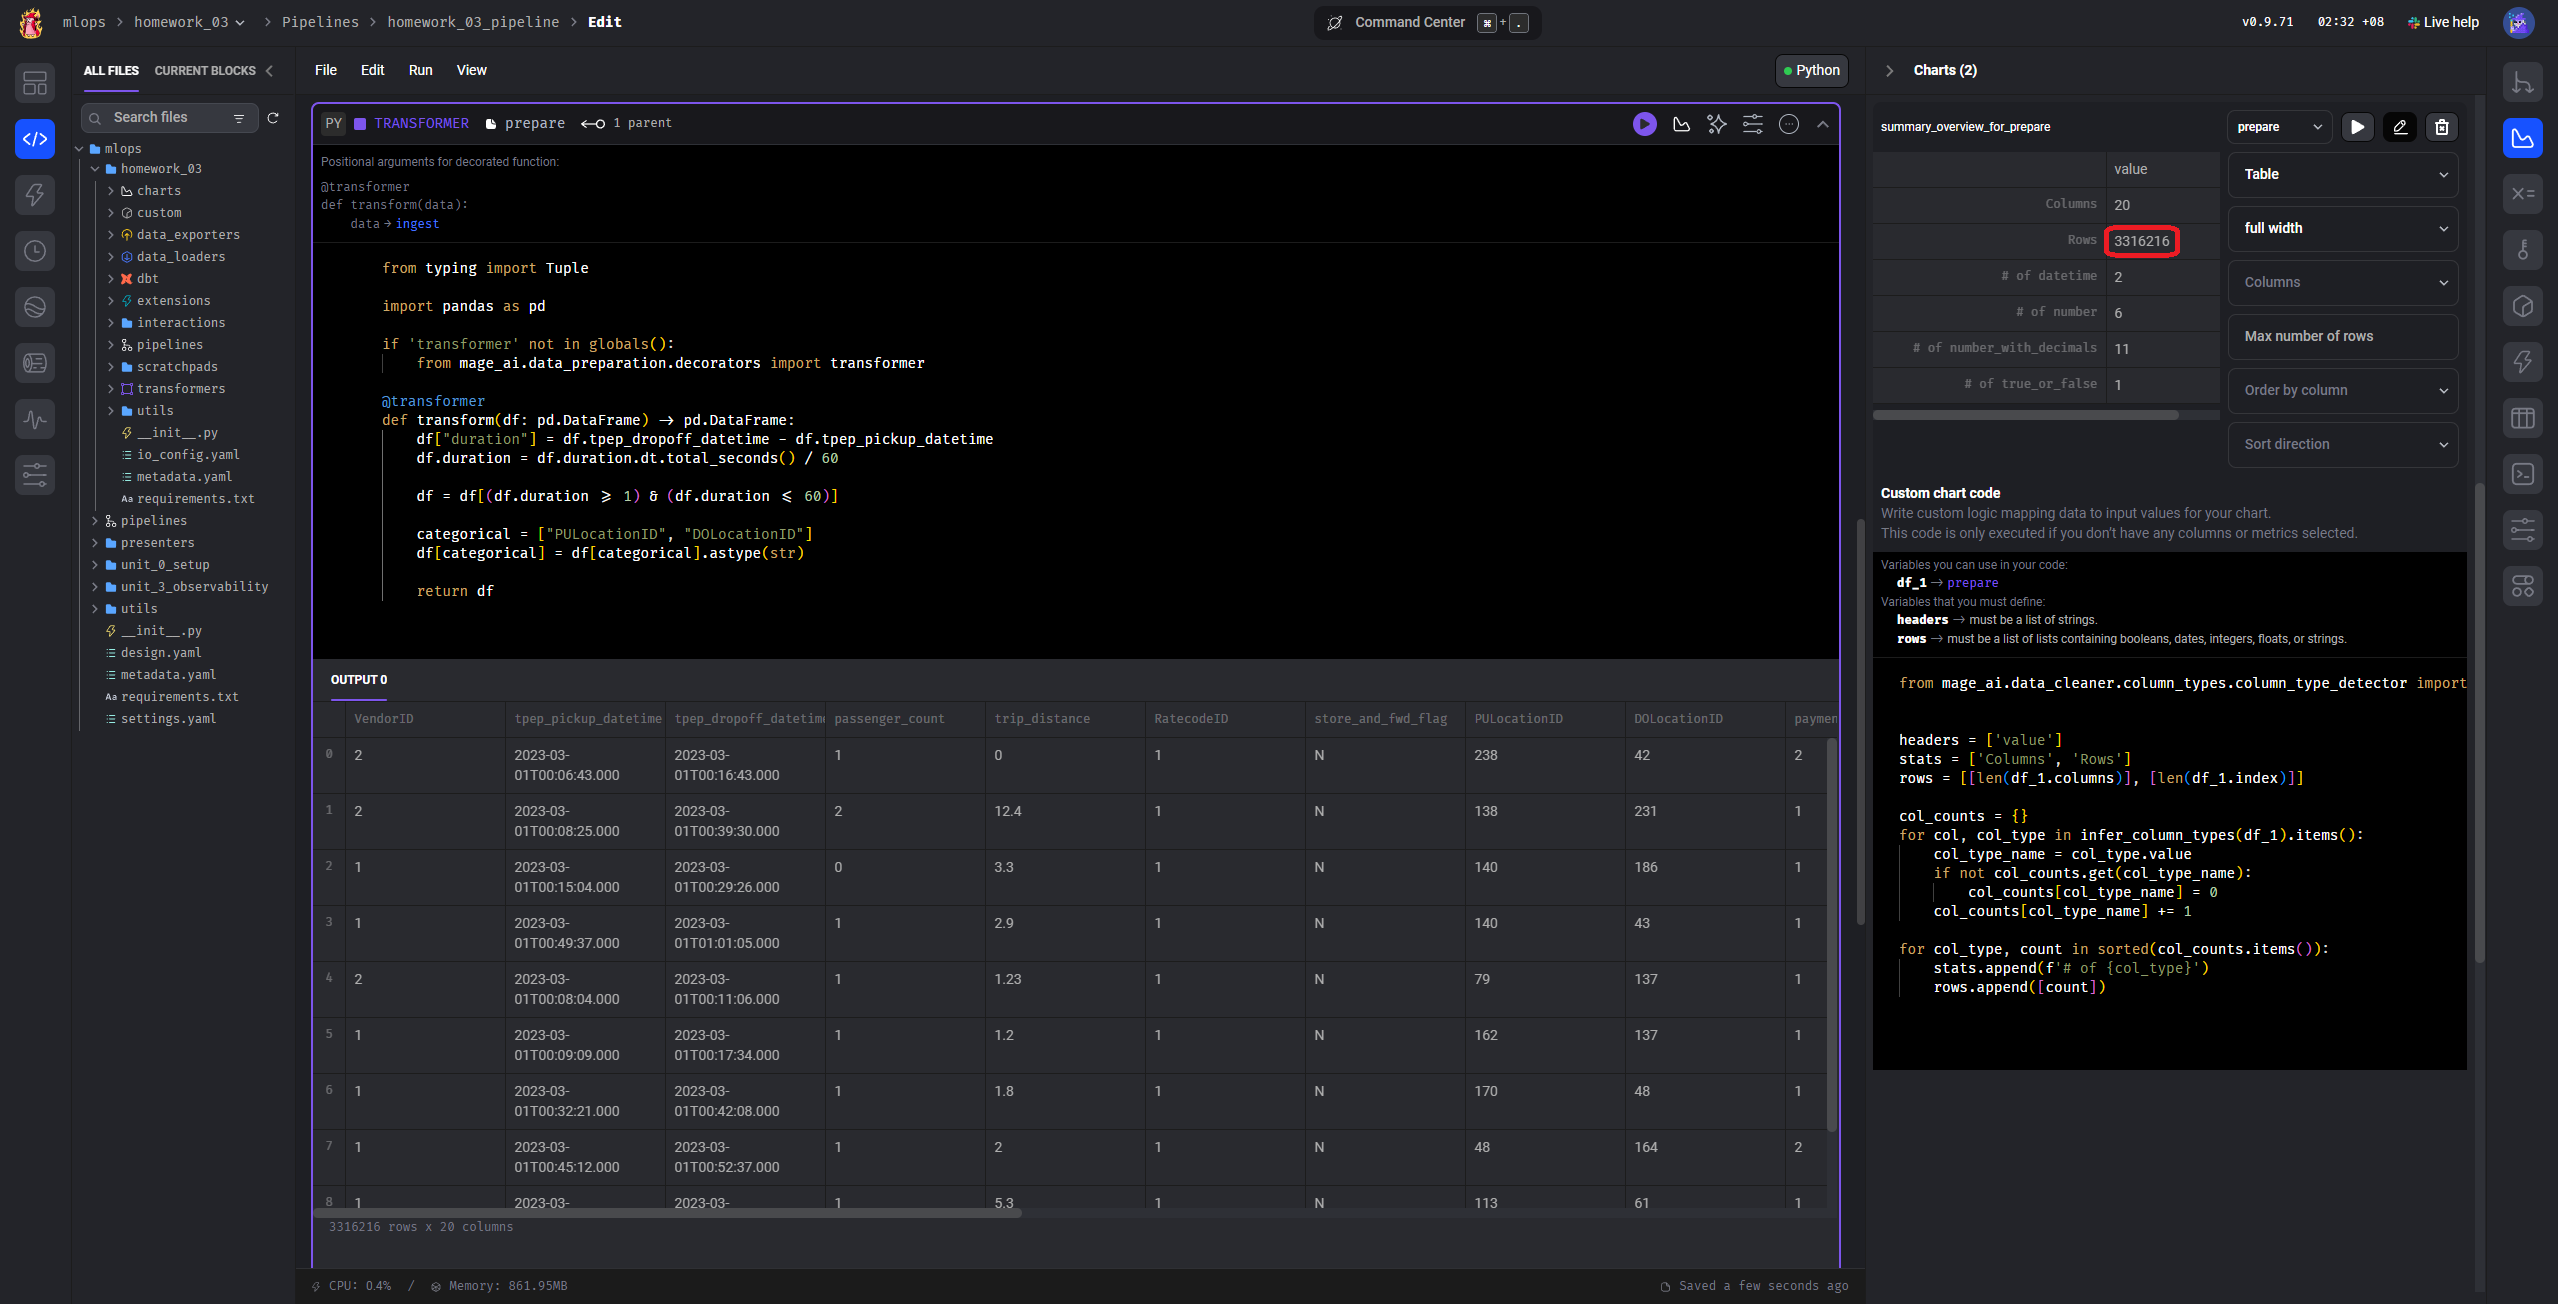 mlops > homework_03 > Pipelines > homework_03_pipeline > Edit
Command Center ⌘ + .
v0.9.71 02:32 +08 Live help
ALL FILES CURRENT BLOCKS
Search files
mlops
homework_03
charts
custom
data_exporters
data_loaders
dbt
extensions
interactions
pipelines
scratchpads
transformers
utils
__init__.py
io_config.yaml
metadata.yaml
Aa requirements.txt
pipelines
presenters
unit_0_setup
unit_3_observability
utils
__init__.py
design.yaml
metadata.yaml
Aa requirements.txt
settings.yaml
File Edit Run View
Python
PY TRANSFORMER prepare 1 parent
Positional arguments for decorated function:
@transformer
def transform(data):
data → ingest
from typing import Tuple
import pandas as pd
if 'transformer' not in globals():
from mage_ai.data_preparation.decorators import transformer
@transformer
def transform(df: pd.DataFrame) → pd.DataFrame:
df["duration"] = df.tpep_dropoff_datetime - df.tpep_pickup_datetime
df.duration = df.duration.dt.total_seconds() / 60
df = df[(df.duration ⩾ 1) & (df.duration ⩽ 60)]
categorical = ["PULocationID", "DOLocationID"]
df[categorical] = df[categorical].astype(str)
return df
OUTPUT 0
VendorID tpep_pickup_datetime tpep_dropoff_datetime passenger_count trip_distance RatecodeID store_and_fwd_flag PULocationID DOLocationID paymen
0 2 2023-03- 2023-03- 1 0 1 N 238 42 2
01T00:06:43.000 01T00:16:43.000
1 2 2023-03- 2023-03- 2 12.4 1 N 138 231 1
01T00:08:25.000 01T00:39:30.000
2 1 2023-03- 2023-03- 0 3.3 1 N 140 186 1
01T00:15:04.000 01T00:29:26.000
3 1 2023-03- 2023-03- 1 2.9 1 N 140 43 1
01T00:49:37.000 01T01:01:05.000
4 2 2023-03- 2023-03- 1 1.23 1 N 79 137 1
01T00:08:04.000 01T00:11:06.000
5 1 2023-03- 2023-03- 1 1.2 1 N 162 137 1
01T00:09:09.000 01T00:17:34.000
6 1 2023-03- 2023-03- 1 1.8 1 N 170 48 1
01T00:32:21.000 01T00:42:08.000
7 1 2023-03- 2023-03- 1 2 1 N 48 164 2
01T00:45:12.000 01T00:52:37.000
8 1 2023-03- 2023-03- 1 5.3 1 N 113 61 1
3316216 rows x 20 columns
CPU: 0.4% / Memory: 861.95MB
Saved a few seconds ago
Charts (2)
summary_overview_for_prepare
prepare
value
Columns 20
Rows 3316216
# of datetime 2
# of number 6
# of number_with_decimals 11
# of true_or_false 1
Table
full width
Columns
Max number of rows
Order by column
Sort direction
Custom chart code
Write custom logic mapping data to input values for your chart.
This code is only executed if you don't have any columns or metrics selected.
Variables you can use in your code:
df_1 → prepare
Variables that you must define:
headers → must be a list of strings.
rows → must be a list of lists containing booleans, dates, integers, floats, or strings.
from mage_ai.data_cleaner.column_types.column_type_detector import
headers = ['value']
stats = ['Columns', 'Rows']
rows = [[len(df_1.columns)], [len(df_1.index)]]
col_counts = {}
for col, col_type in infer_column_types(df_1).items():
col_type_name = col_type.value
if not col_counts.get(col_type_name):
col_counts[col_type_name] = 0
col_counts[col_type_name] += 1
for col_type, count in sorted(col_counts.items()):
stats.append(f'# of {col_type}')
rows.append([count])